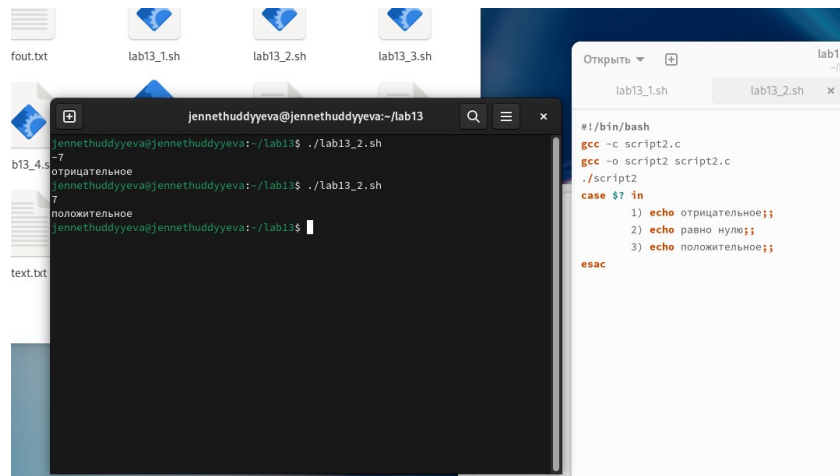 fout.txt
lab13_1.sh
lab13_2.sh
lab13_3.sh
b13_4.s
text.txt
jennethuddyyeva@jennethuddyyeva:~/lab13
jennethuddyyeva@jennethuddyyeva:~/lab13$ ./lab13_2.sh
-7
отрицательное
jennethuddyyeva@jennethuddyyeva:~/lab13$ ./lab13_2.sh
7
положительное
jennethuddyyeva@jennethuddyyeva:~/lab13$
Открыть
lab1
~/l
lab13_1.sh
lab13_2.sh
#!/bin/bash
gcc -c script2.c
gcc -o script2 script2.c
./script2
case $? in
1) echo отрицательное;;
2) echo равно нулю;;
3) echo положительное;;
esac